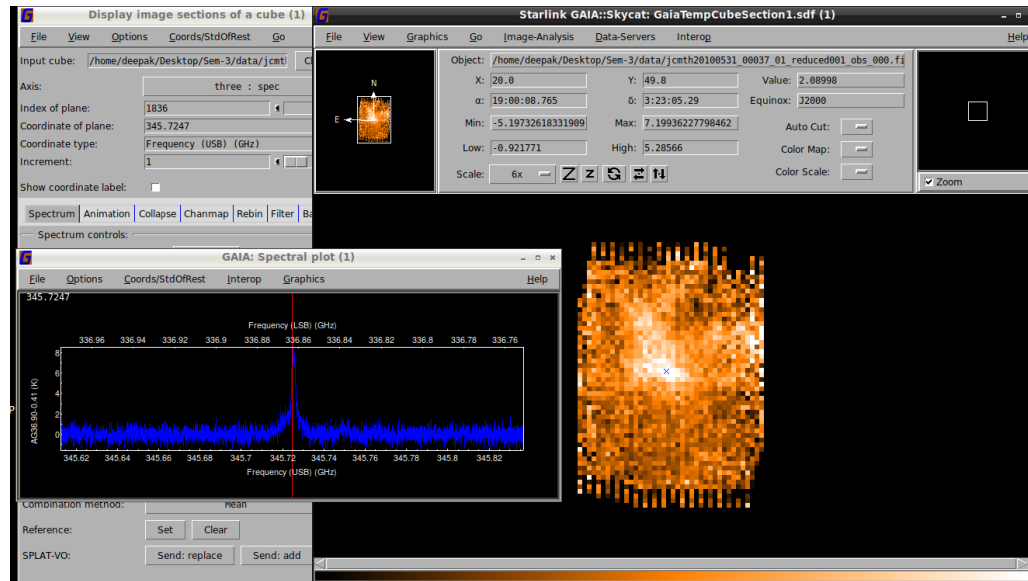 Display image sections of a cube (1)
File View Options Coords/StdOfRest Go
Input cube: /home/deepak/Desktop/Sem-3/data/jcmtl
Axis: three : spec
Index of plane: 1836
Coordinate of plane: 345.7247
Coordinate type: Frequency (USB) (GHz)
Increment: 1
Show coordinate label:
Spectrum Animation Collapse Chanmap Rebin Filter Ba
Spectrum controls:
Starlink GAIA::Skycat: GaiaTempCubeSection1.sdf (1)
File View Graphics Go Image-Analysis Data-Servers Interop Help
Object: /home/deepak/Desktop/Sem-3/data/jcmth20100531_00037_01_reduced001_obs_000.fi
X: 20.0 Y: 49.8 Value: 2.08998
α: 19:00:08.765 δ: 3:23:05.29 Equinox: J2000
Min: -5.19732618331909 Max: 7.19936227798462 Auto Cut:
Low: -0.921771 High: 5.28566 Color Map:
Scale: 6x Z z Color Scale:
N
E
Zoom
GAIA: Spectral plot (1)
File Options Coords/StdOfRest Interop Graphics Help
345.7247
Frequency (LSB) (GHz)
336.96 336.94 336.92 336.9 336.88 336.86 336.84 336.82 336.8 336.78 336.76
8
6
4
2
0
AG36.90-0.41 (K)
345.62 345.64 345.66 345.68 345.7 345.72 345.74 345.76 345.78 345.8 345.82
Frequency (USB) (GHz)
Combination method: Mean
Reference: Set Clear
SPLAT-VO: Send: replace Send: add